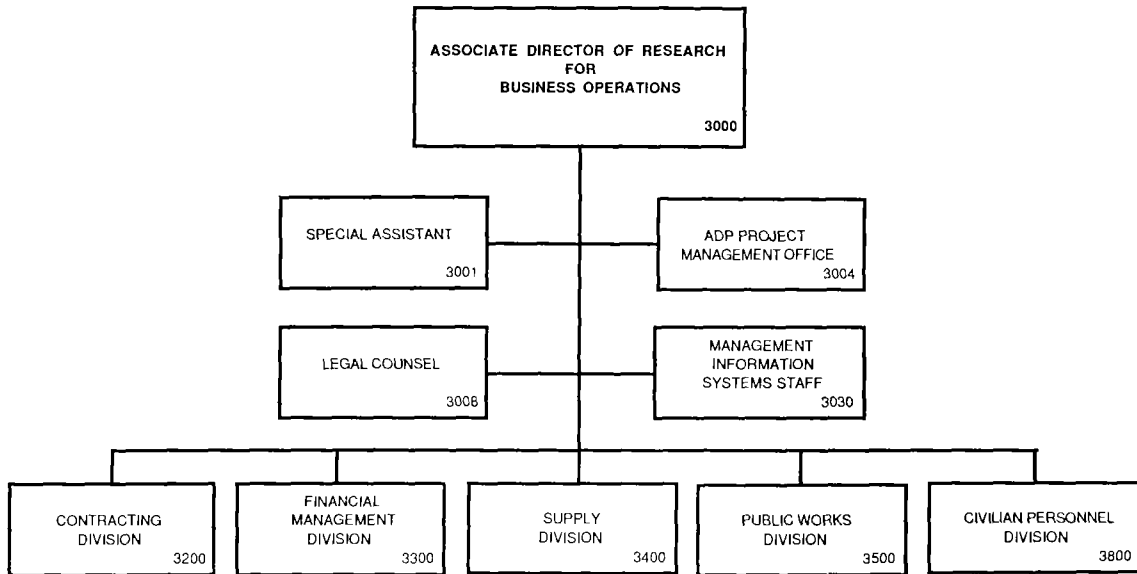 ASSOCIATE DIRECTOR OF RESEARCH
FOR
BUSINESS OPERATIONS
3000
SPECIAL ASSISTANT
3001
ADP PROJECT
MANAGEMENT OFFICE
3004
LEGAL COUNSEL
3008
MANAGEMENT
INFORMATION
SYSTEMS STAFF
3030
CONTRACTING
DIVISION
3200
FINANCIAL
MANAGEMENT
DIVISION
3300
SUPPLY
DIVISION
3400
PUBLIC WORKS
DIVISION
3500
CIVILIAN PERSONNEL
DIVISION
3800